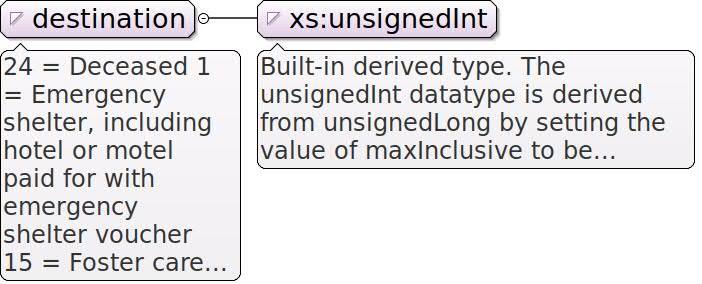 destination
xs:unsignedInt
24 = Deceased 1
= Emergency
shelter, including
hotel or motel
paid for with
emergency
shelter voucher
15 = Foster care...
Built-in derived type. The
unsignedInt datatype is derived
from unsignedLong by setting the
value of maxInclusive to be...